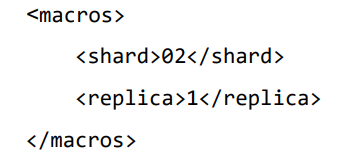 <macros>
<shard>02</shard>
<replica>1</replica>
</macros>